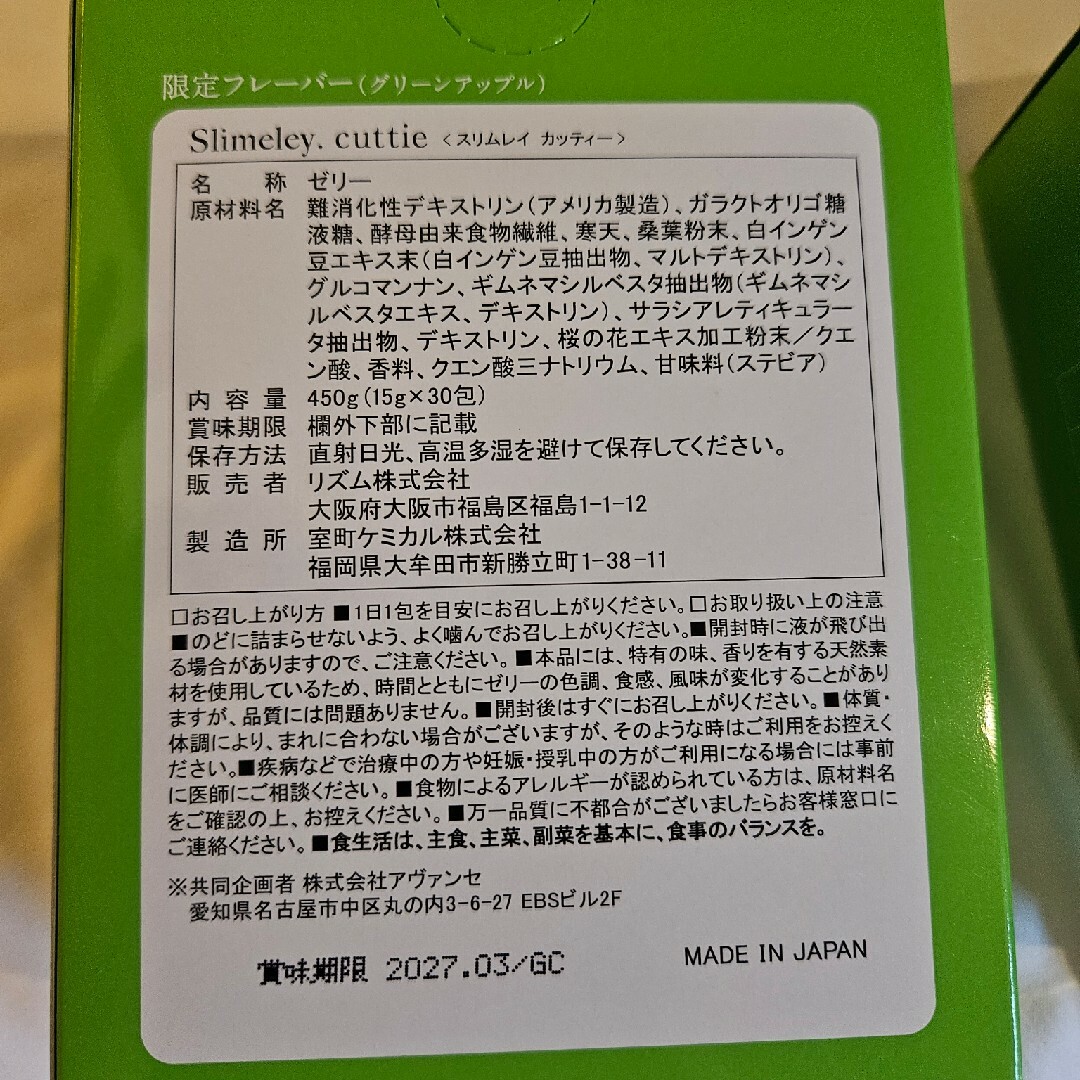 限定フレーバー(グリーンアップル)
Slimeley. cuttie <スリムレイ カッティー>
名称 ゼリー
原材料名 難消化性デキストリン(アメリカ製造)、ガラクトオリゴ糖
液糖、酵母由来食物繊維、寒天、桑葉粉末、白インゲン
豆エキス末(白インゲン豆抽出物、マルトデキストリン)、
グルコマンナン、ギムネマシルベスタ抽出物(ギムネマシ
ルベスタエキス、デキストリン)、サラシアレティキュラー
タ抽出物、デキストリン、桜の花エキス加工粉末/クエ
ン酸、香料、クエン酸三ナトリウム、甘味料(ステビア)
内容量 450g(15g×30包)
賞味期限 欄外下部に記載
保存方法 直射日光、高温多湿を避けて保存してください。
販売者 リズム株式会社
大阪府大阪市福島区福島1-1-12
製造所 室町ケミカル株式会社
福岡県大牟田市新勝立町1-38-11
□お召し上がり方 ■1日1包を目安にお召し上がりください。□お取り扱い上の注意
■のどに詰まらせないよう、よく噛んでお召し上がりください。■開封時に液が飛び出
る場合がありますので、ご注意ください。■本品には、特有の味、香りを有する天然素
材を使用しているため、時間とともにゼリーの色調、食感、風味が変化することがあり
ますが、品質には問題ありません。■開封後はすぐにお召し上がりください。■体質・
体調により、まれに合わない場合がございますが、そのような時はご利用をお控えく
ださい。■疾病などで治療中の方や妊娠・授乳中の方がご利用になる場合には事前
に医師にご相談ください。■食物によるアレルギーが認められている方は、原材料名
をご確認の上、お控えください。■万一品質に不都合がございましたらお客様窓口に
ご連絡ください。■食生活は、主食、主菜、副菜を基本に、食事のバランスを。
※共同企画者 株式会社アヴァンセ
愛知県名古屋市中区丸の内3-6-27 EBSビル2F
賞味期限 2027.03/GC
MADE IN JAPAN